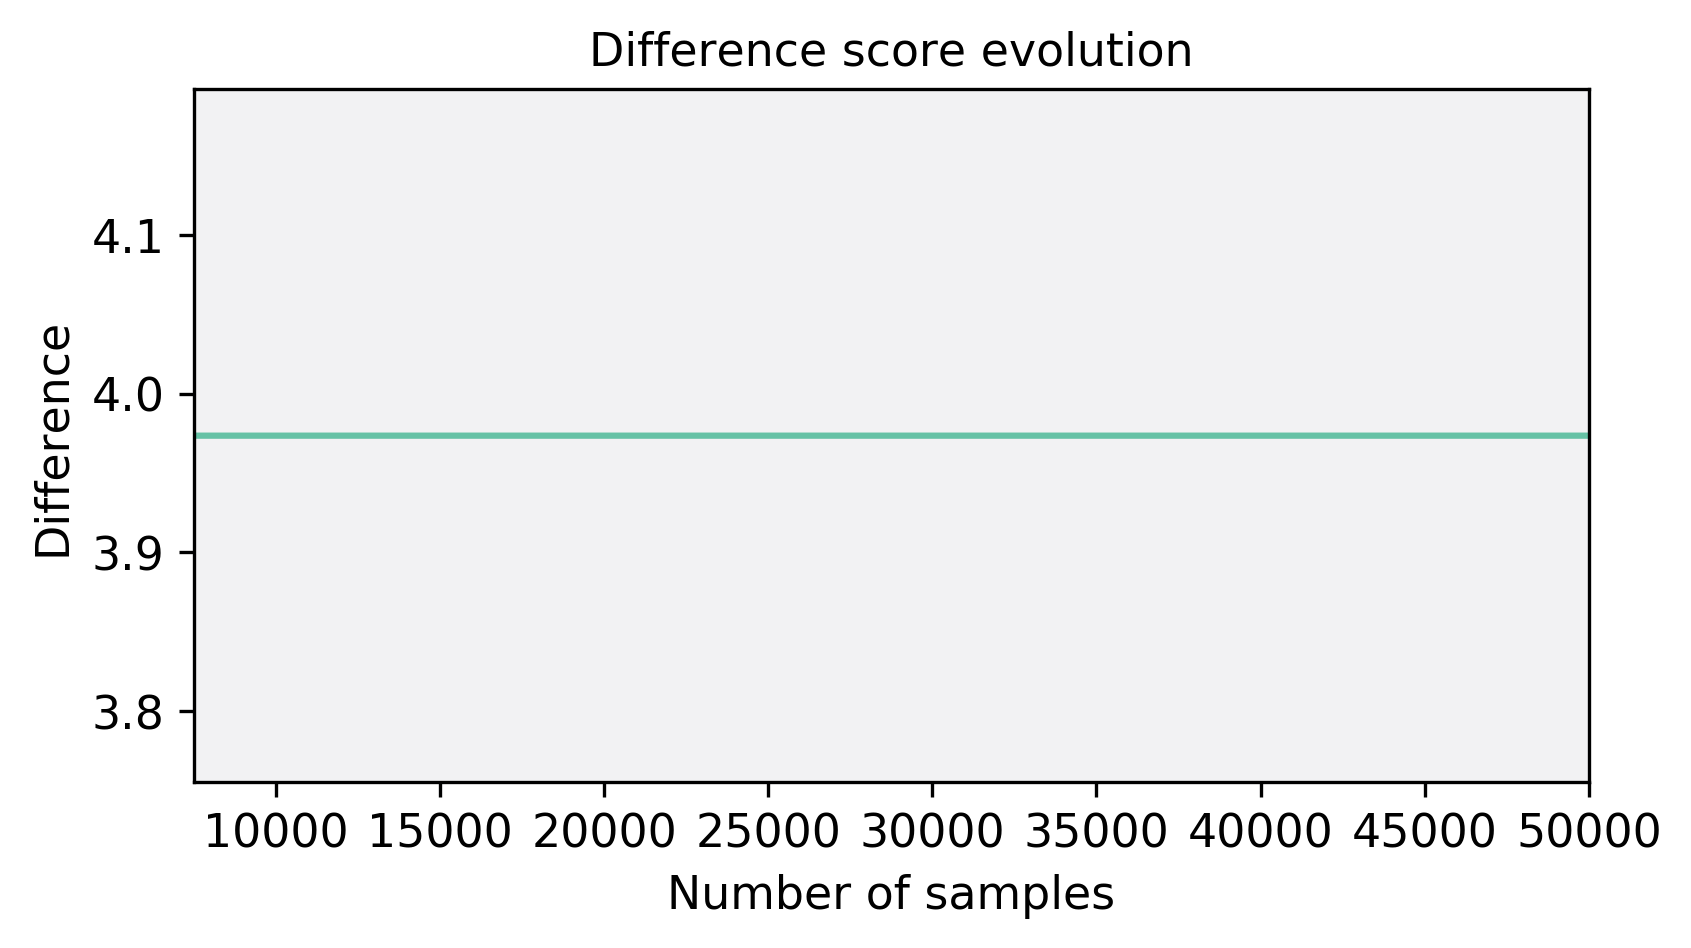 Difference score evolution
4.1
4.0
3.9
3.8
Difference
10000 15000 20000 25000 30000 35000 40000 45000 50000
Number of samples